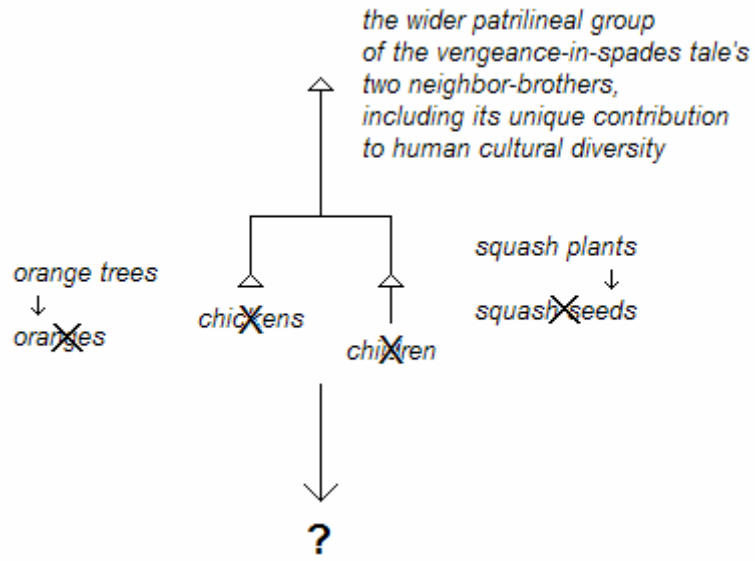 the wider patrilineal group
of the vengeance-in-spades tale's
two neighbor-brothers,
including its unique contribution
to human cultural diversity
orange trees
oranges
chickens
children
squash plants
squash seeds
?